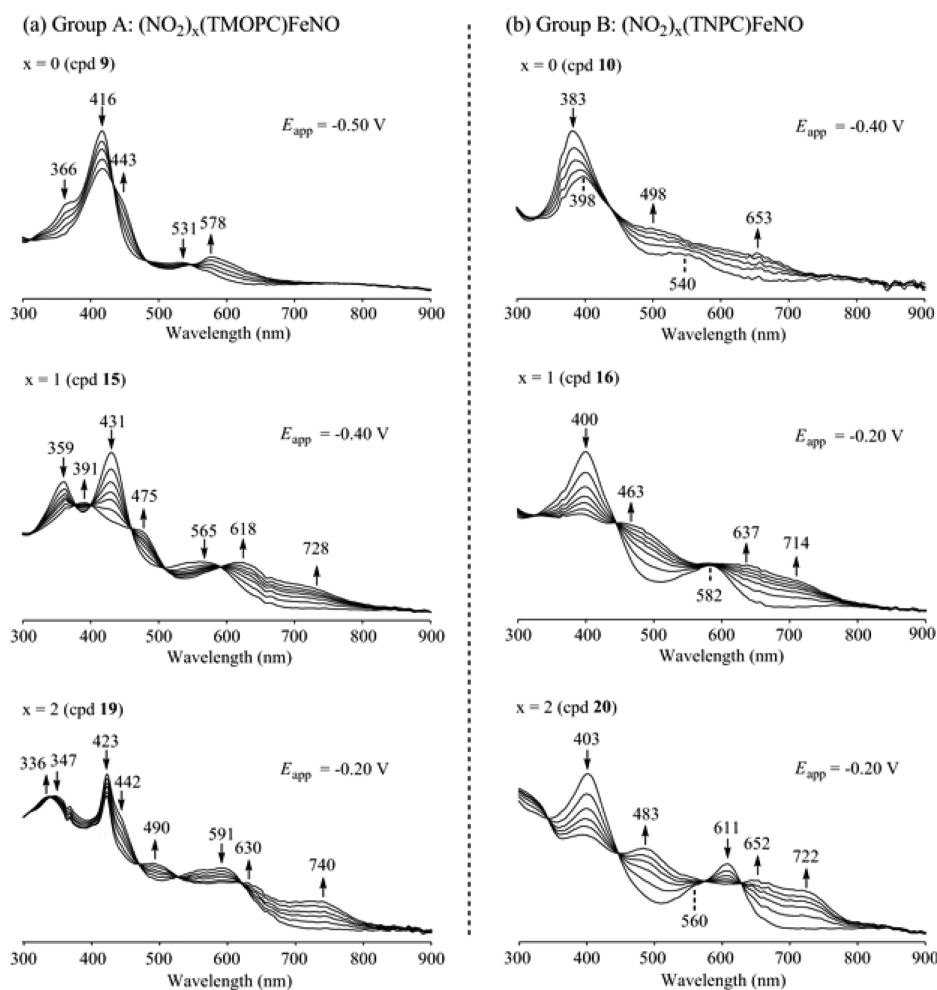 (a) Group A: (NO₂)ₓ(TMOPC)FeNO
x = 0 (cpd 9)
416
Eapp = -0.50 V
366
443
531
578
300 400 500 600 700 800 900
Wavelength (nm)
x = 1 (cpd 15)
431
Eapp = -0.40 V
359
391
475
565
618
728
300 400 500 600 700 800 900
Wavelength (nm)
x = 2 (cpd 19)
423
Eapp = -0.20 V
336
347
442
490
591
630
740
300 400 500 600 700 800 900
Wavelength (nm)
(b) Group B: (NO₂)ₓ(TNPC)FeNO
x = 0 (cpd 10)
383
Eapp = -0.40 V
398
498
653
540
300 400 500 600 700 800 900
Wavelength (nm)
x = 1 (cpd 16)
400
Eapp = -0.20 V
463
637
714
582
300 400 500 600 700 800 900
Wavelength (nm)
x = 2 (cpd 20)
403
Eapp = -0.20 V
483
611
652
722
560
300 400 500 600 700 800 900
Wavelength (nm)